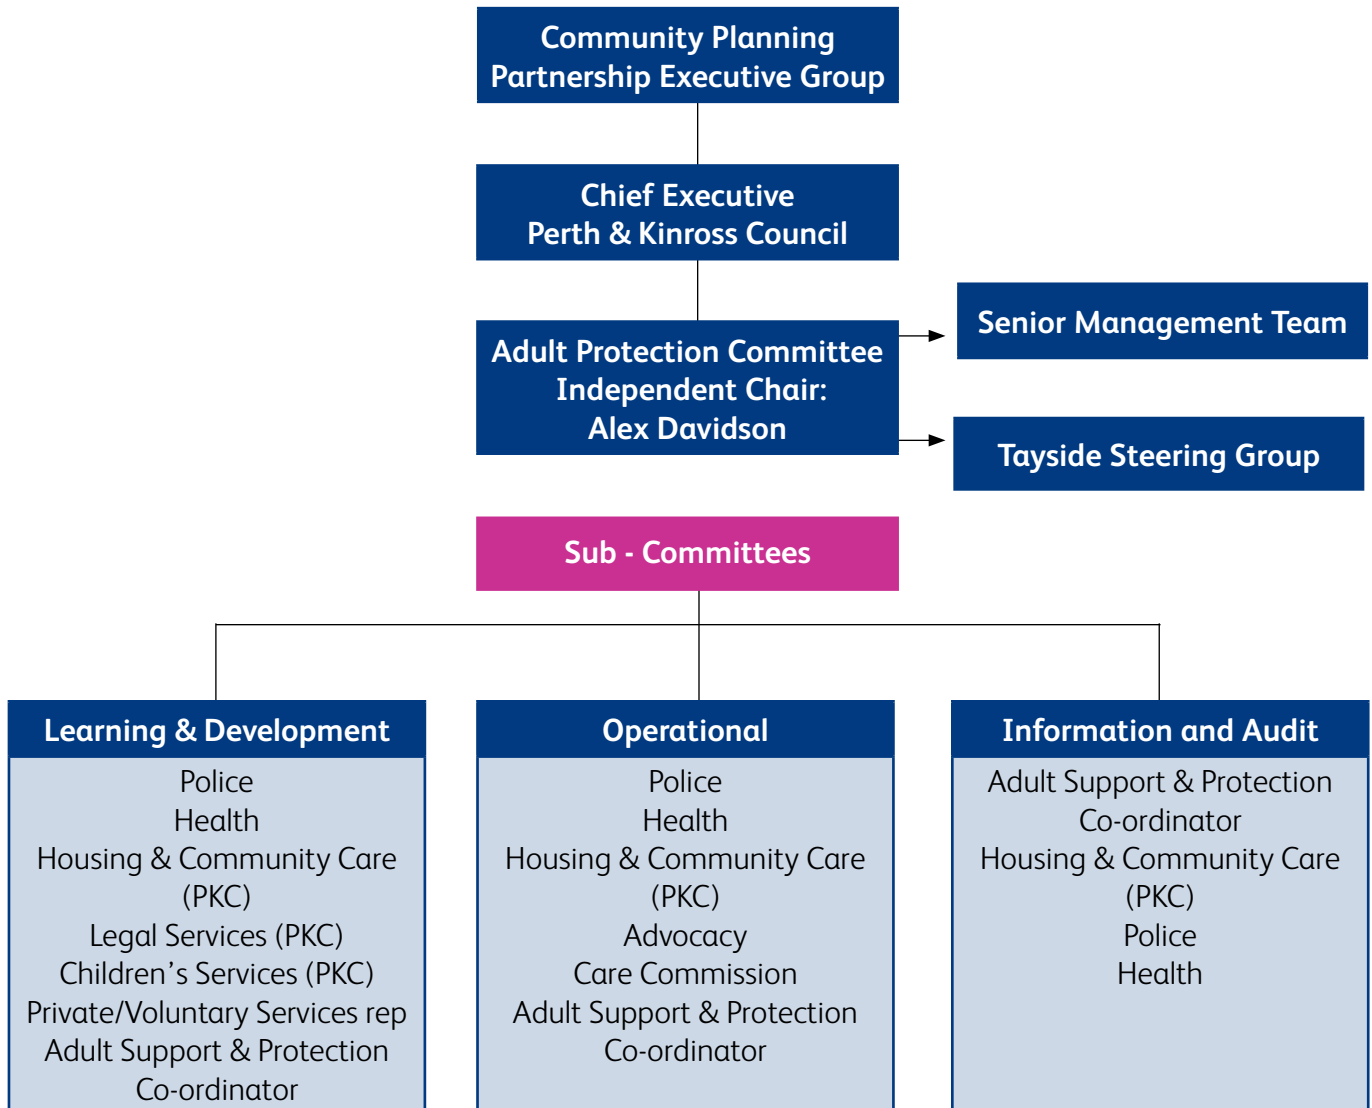 Community Planning
Partnership Executive Group
Chief Executive
Perth & Kinross Council
Adult Protection Committee
Independent Chair:
Alex Davidson
Senior Management Team
Tayside Steering Group
Sub - Committees
Learning & Development
Police
Health
Housing & Community Care
(PKC)
Legal Services (PKC)
Children’s Services (PKC)
Private/Voluntary Services rep
Adult Support & Protection
Co-ordinator
Operational
Police
Health
Housing & Community Care
(PKC)
Advocacy
Care Commission
Adult Support & Protection
Co-ordinator
Information and Audit
Adult Support & Protection
Co-ordinator
Housing & Community Care
(PKC)
Police
Health